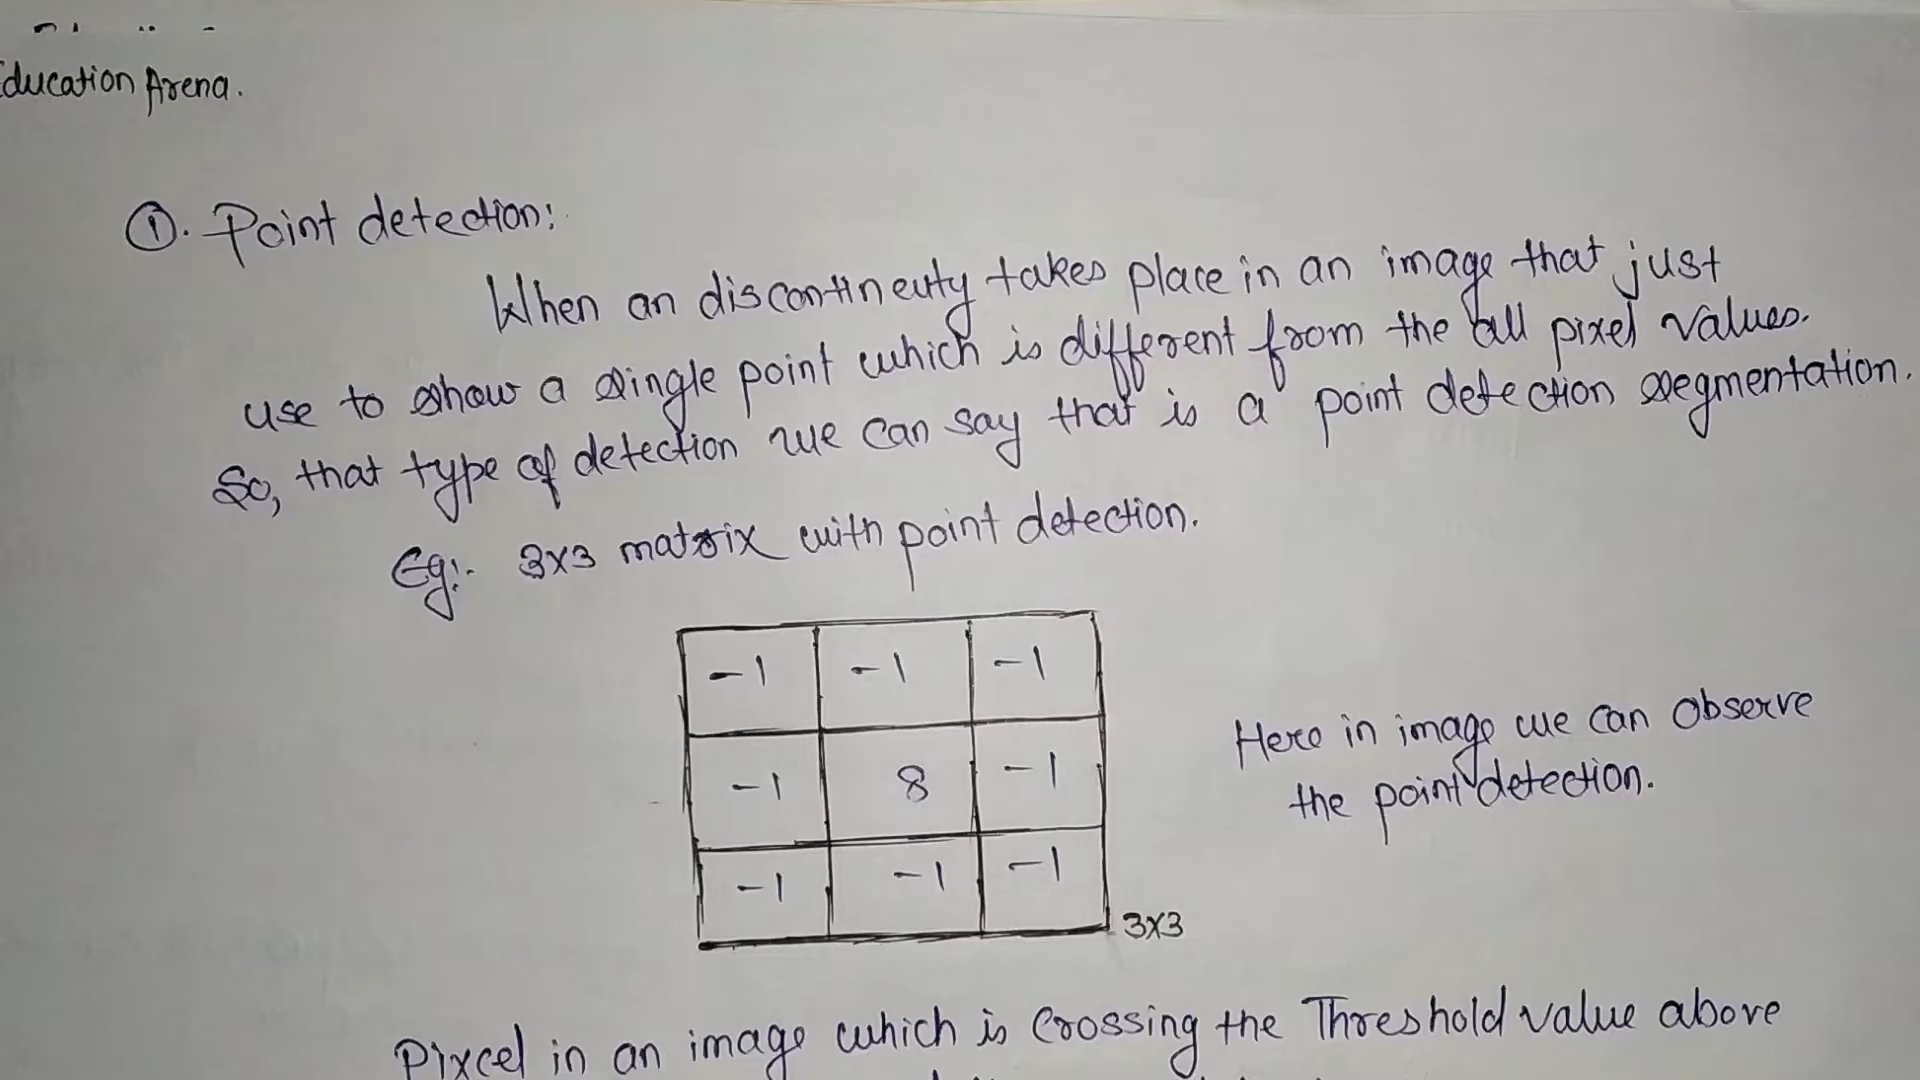 Education Arena.
①. Point detection:
When an discontineuty takes place in an image that just
use to show a single point which is different from the all pixel values.
So, that type of detection we can say that is a point detection segmentation.
Eg:- 3x3 matrix with point detection.
-1 -1 -1
-1 8 -1
-1 -1 -1
3x3
Here in image we can observe
the point detection.
Pixcel in an image which is crossing the Threshold value above